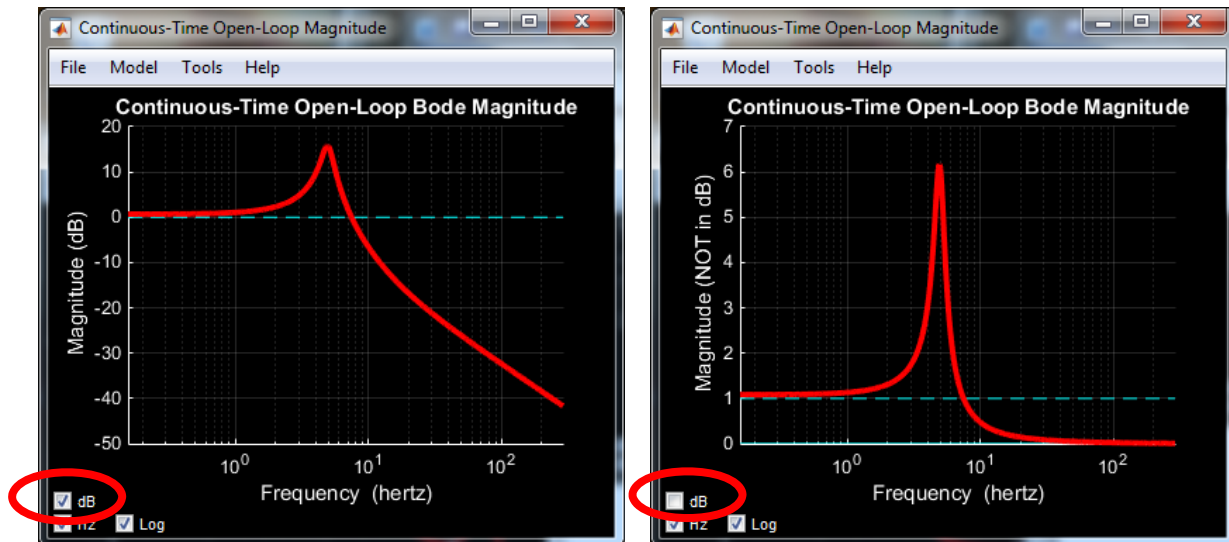 Continuous-Time Open-Loop Magnitude
File Model Tools Help
Continuous-Time Open-Loop Bode Magnitude
Magnitude (dB)
20
10
0
-10
-20
-30
-40
-50
10^0 10^1 10^2
Frequency (hertz)
dB
Hz Log
Continuous-Time Open-Loop Magnitude
File Model Tools Help
Continuous-Time Open-Loop Bode Magnitude
Magnitude (NOT in dB)
7
6
5
4
3
2
1
0
10^0 10^1 10^2
Frequency (hertz)
dB
Hz Log